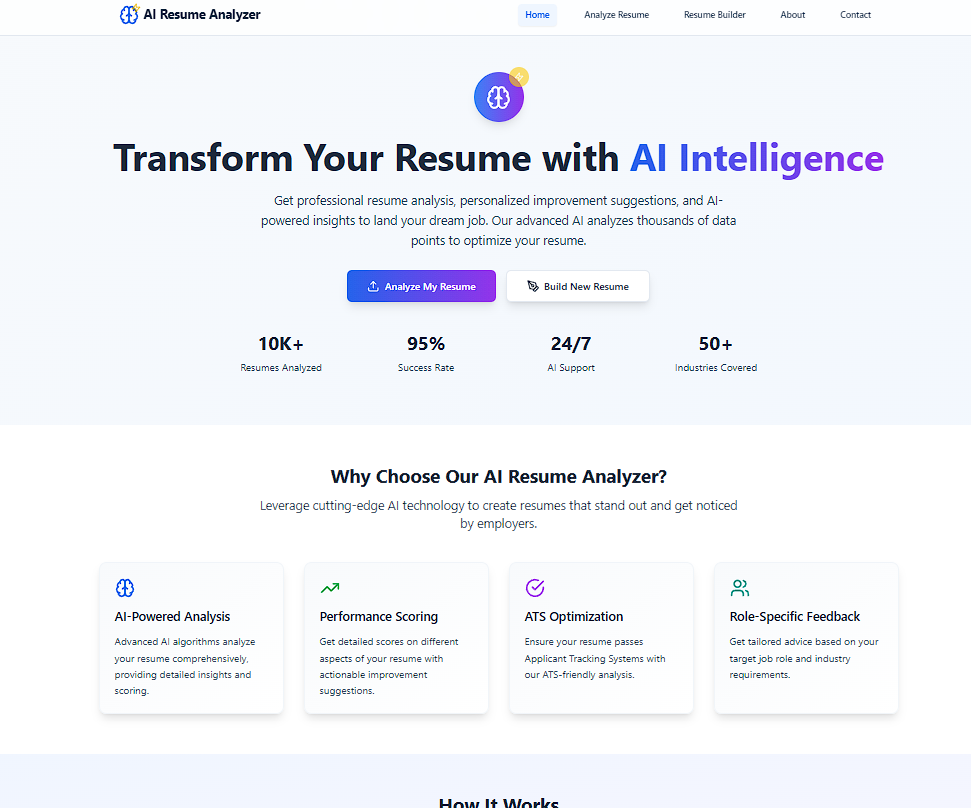 AI Resume Analyzer
Home
Analyze Resume
Resume Builder
About
Contact
Transform Your Resume with AI Intelligence
Get professional resume analysis, personalized improvement suggestions, and AI-
powered insights to land your dream job. Our advanced AI analyzes thousands of data
points to optimize your resume.
Analyze My Resume
Build New Resume
10K+
Resumes Analyzed
95%
Success Rate
24/7
AI Support
50+
Industries Covered
Why Choose Our AI Resume Analyzer?
Leverage cutting-edge AI technology to create resumes that stand out and get noticed
by employers.
AI-Powered Analysis
Advanced AI algorithms analyze
your resume comprehensively,
providing detailed insights and
scoring.
Performance Scoring
Get detailed scores on different
aspects of your resume with
actionable improvement
suggestions.
ATS Optimization
Ensure your resume passes
Applicant Tracking Systems with
our ATS-friendly analysis.
Role-Specific Feedback
Get tailored advice based on your
target job role and industry
requirements.
How It Works